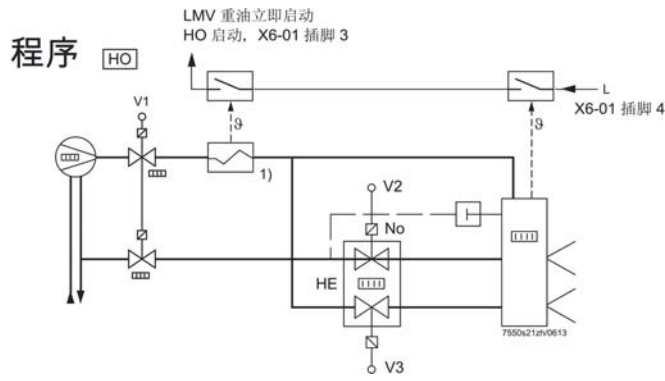 LMV 重油立即启动
HO 启动，X6-01 插脚 3
程序 HO
V1
L
X6-01 插脚 4
ϑ
ϑ
1)
V2
No
HE
7550s21zh/0613
V3